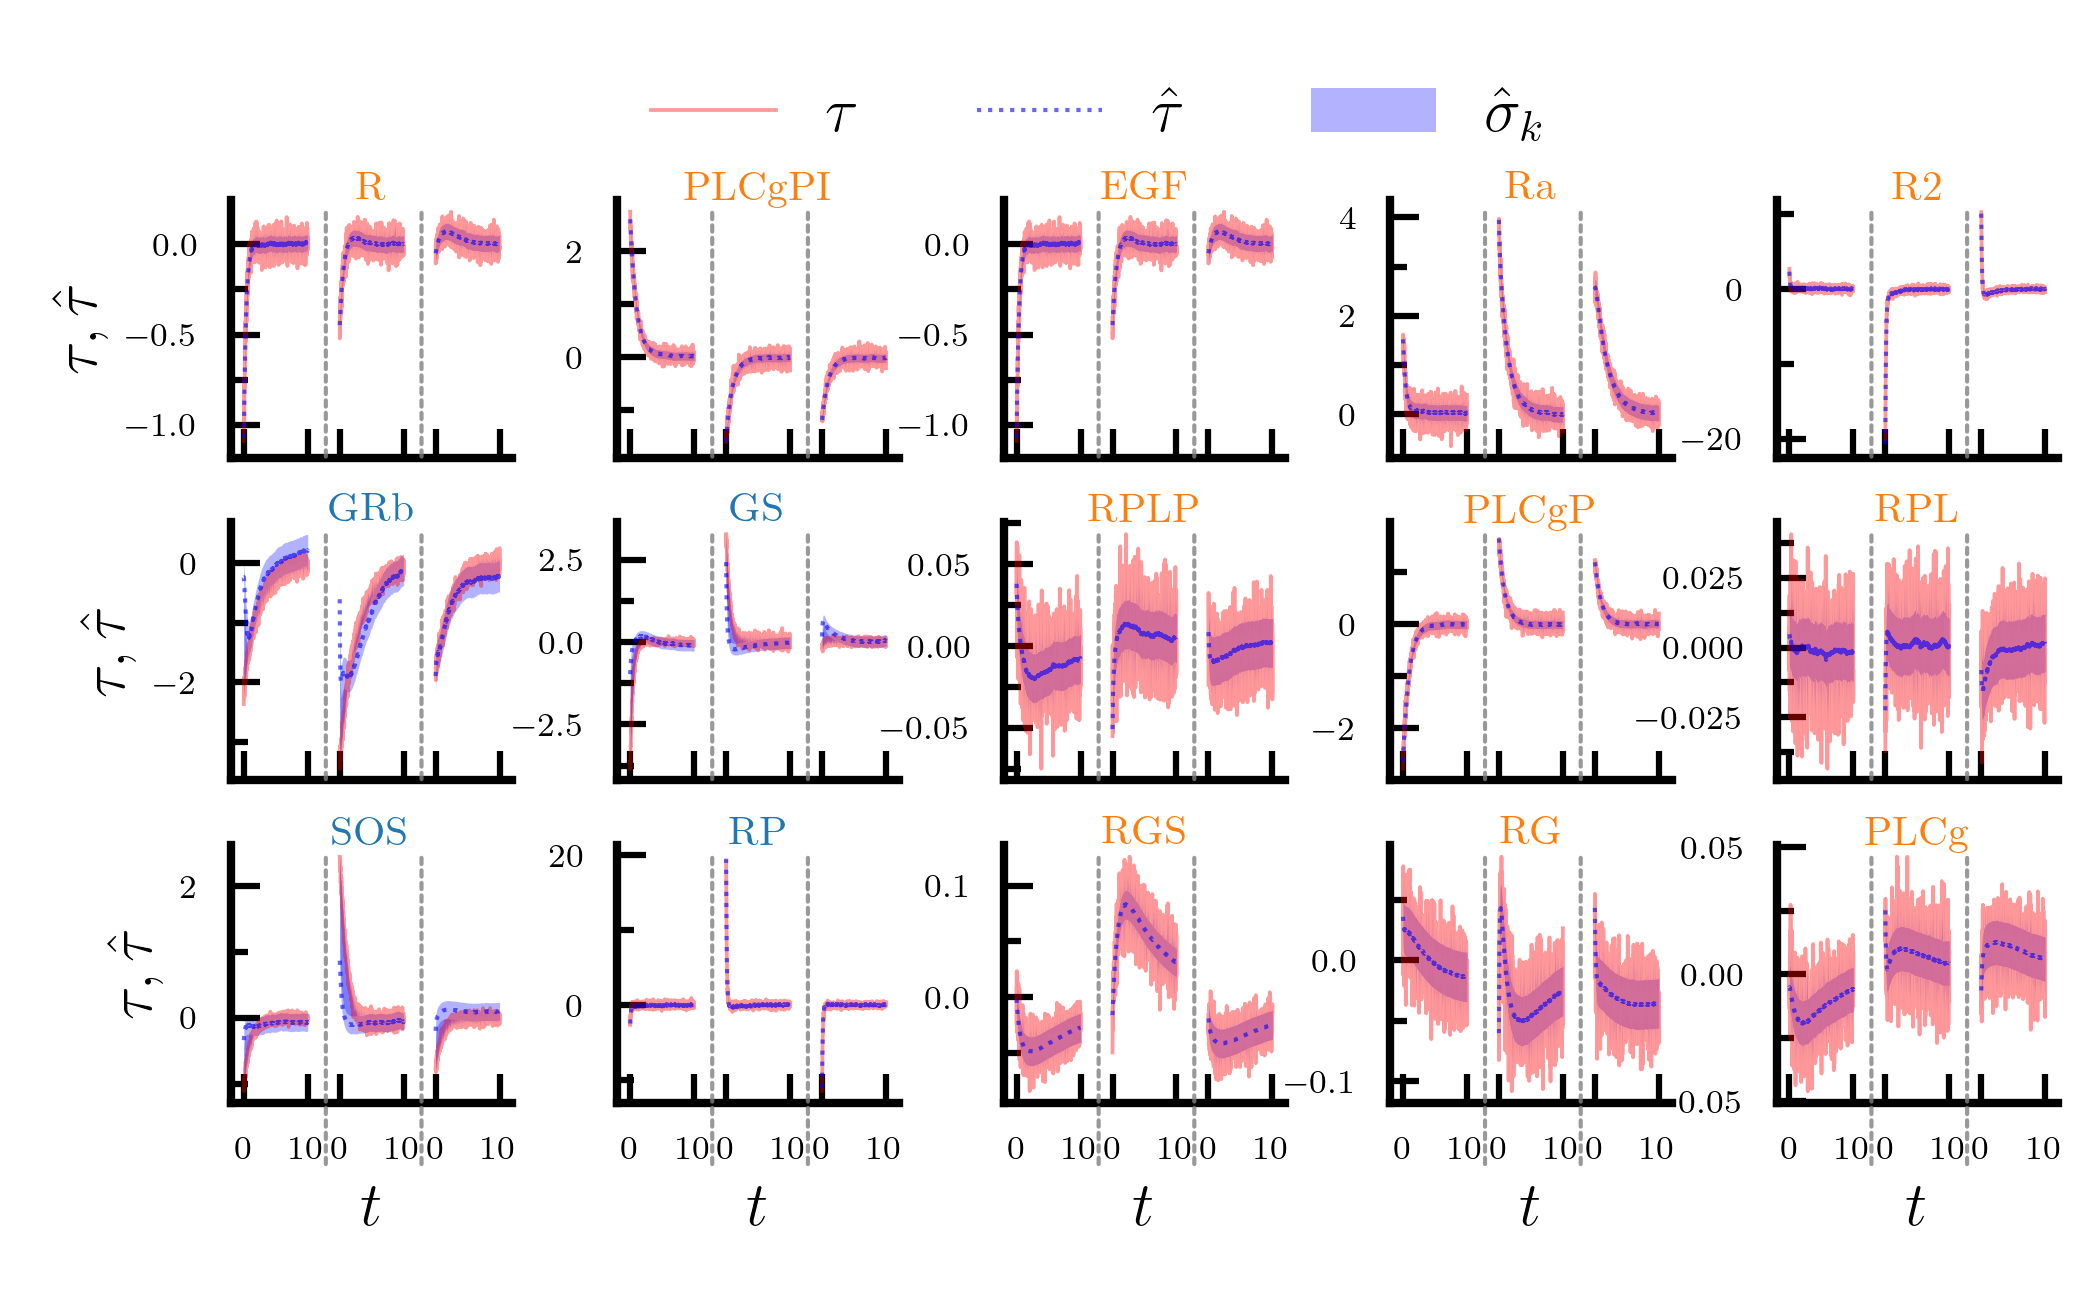 τ τ̂ σ̂ₖ
R PLCgPI EGF Ra R2
τ, τ̂
0.0 −0.5 −1.0
2 0
0.0 −0.5 −1.0
4 2 0
0 −20
GRb GS RPLP PLCgP RPL
τ, τ̂
0 −2
2.5 0.0 −2.5
0.05 0.00 −0.05
0 −2
0.025 0.000 −0.025
SOS RP RGS RG PLCg
τ, τ̂
2 0
20 0
0.1 0.0
0.0 −0.1
0.05 0.00 0.05
0 10 0 10 0 10 0 10 0 10 0 10 0 10 0 10 0 10 0 10 0 10 0 10 0 10 0 10 0 10
t t t t t